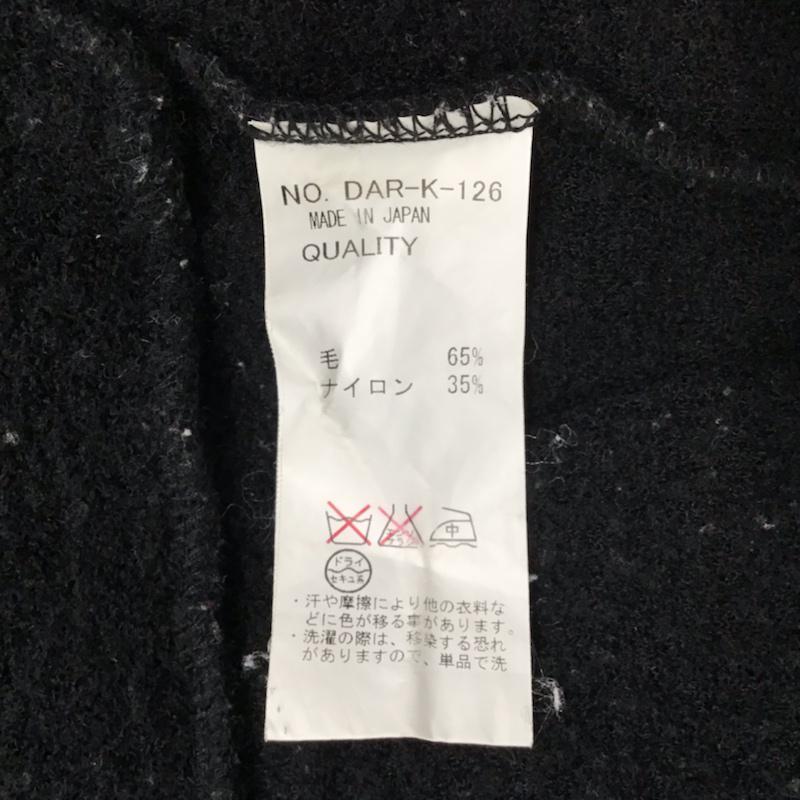 NO. DAR-K-126
MADE IN JAPAN
QUALITY
毛 65%
ナイロン 35%
中
ドライ
セキユ系
・汗や摩擦により他の衣料な
どに色が移る事があります。
・洗濯の際は、移染する恐れ
がありますので、単品で洗